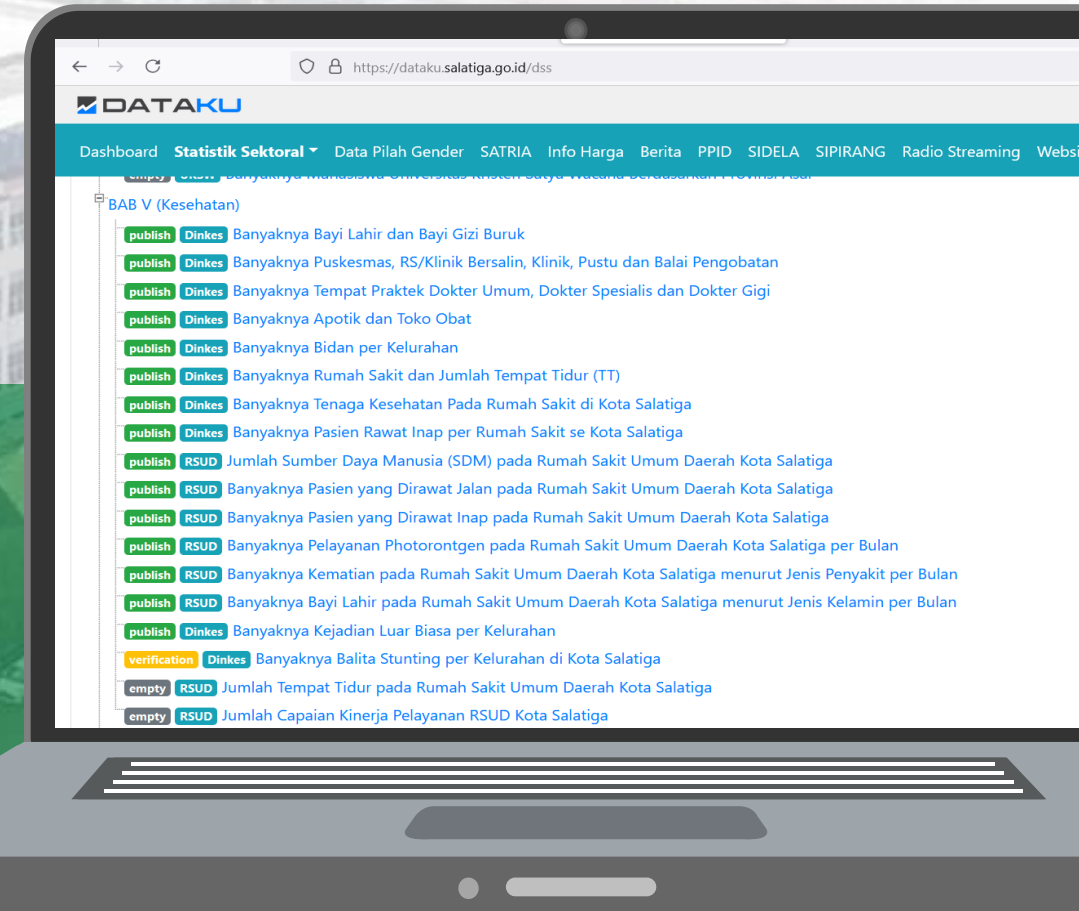 https://dataku.salatiga.go.id/dss
DATAKU
Dashboard Statistik Sektoral Data Pilah Gender SATRIA Info Harga Berita PPID SIDELA SIPIRANG Radio Streaming Websi
empty UKSW Banyaknya Mahasiswa Universitas Kristen Satya Wacana Berdasarkan Provinsi Asal
BAB V (Kesehatan)
publish Dinkes Banyaknya Bayi Lahir dan Bayi Gizi Buruk
publish Dinkes Banyaknya Puskesmas, RS/Klinik Bersalin, Klinik, Pustu dan Balai Pengobatan
publish Dinkes Banyaknya Tempat Praktek Dokter Umum, Dokter Spesialis dan Dokter Gigi
publish Dinkes Banyaknya Apotik dan Toko Obat
publish Dinkes Banyaknya Bidan per Kelurahan
publish Dinkes Banyaknya Rumah Sakit dan Jumlah Tempat Tidur (TT)
publish Dinkes Banyaknya Tenaga Kesehatan Pada Rumah Sakit di Kota Salatiga
publish Dinkes Banyaknya Pasien Rawat Inap per Rumah Sakit se Kota Salatiga
publish RSUD Jumlah Sumber Daya Manusia (SDM) pada Rumah Sakit Umum Daerah Kota Salatiga
publish RSUD Banyaknya Pasien yang Dirawat Jalan pada Rumah Sakit Umum Daerah Kota Salatiga
publish RSUD Banyaknya Pasien yang Dirawat Inap pada Rumah Sakit Umum Daerah Kota Salatiga
publish RSUD Banyaknya Pelayanan Photorontgen pada Rumah Sakit Umum Daerah Kota Salatiga per Bulan
publish RSUD Banyaknya Kematian pada Rumah Sakit Umum Daerah Kota Salatiga menurut Jenis Penyakit per Bulan
publish RSUD Banyaknya Bayi Lahir pada Rumah Sakit Umum Daerah Kota Salatiga menurut Jenis Kelamin per Bulan
publish Dinkes Banyaknya Kejadian Luar Biasa per Kelurahan
verification Dinkes Banyaknya Balita Stunting per Kelurahan di Kota Salatiga
empty RSUD Jumlah Tempat Tidur pada Rumah Sakit Umum Daerah Kota Salatiga
empty RSUD Jumlah Capaian Kinerja Pelayanan RSUD Kota Salatiga